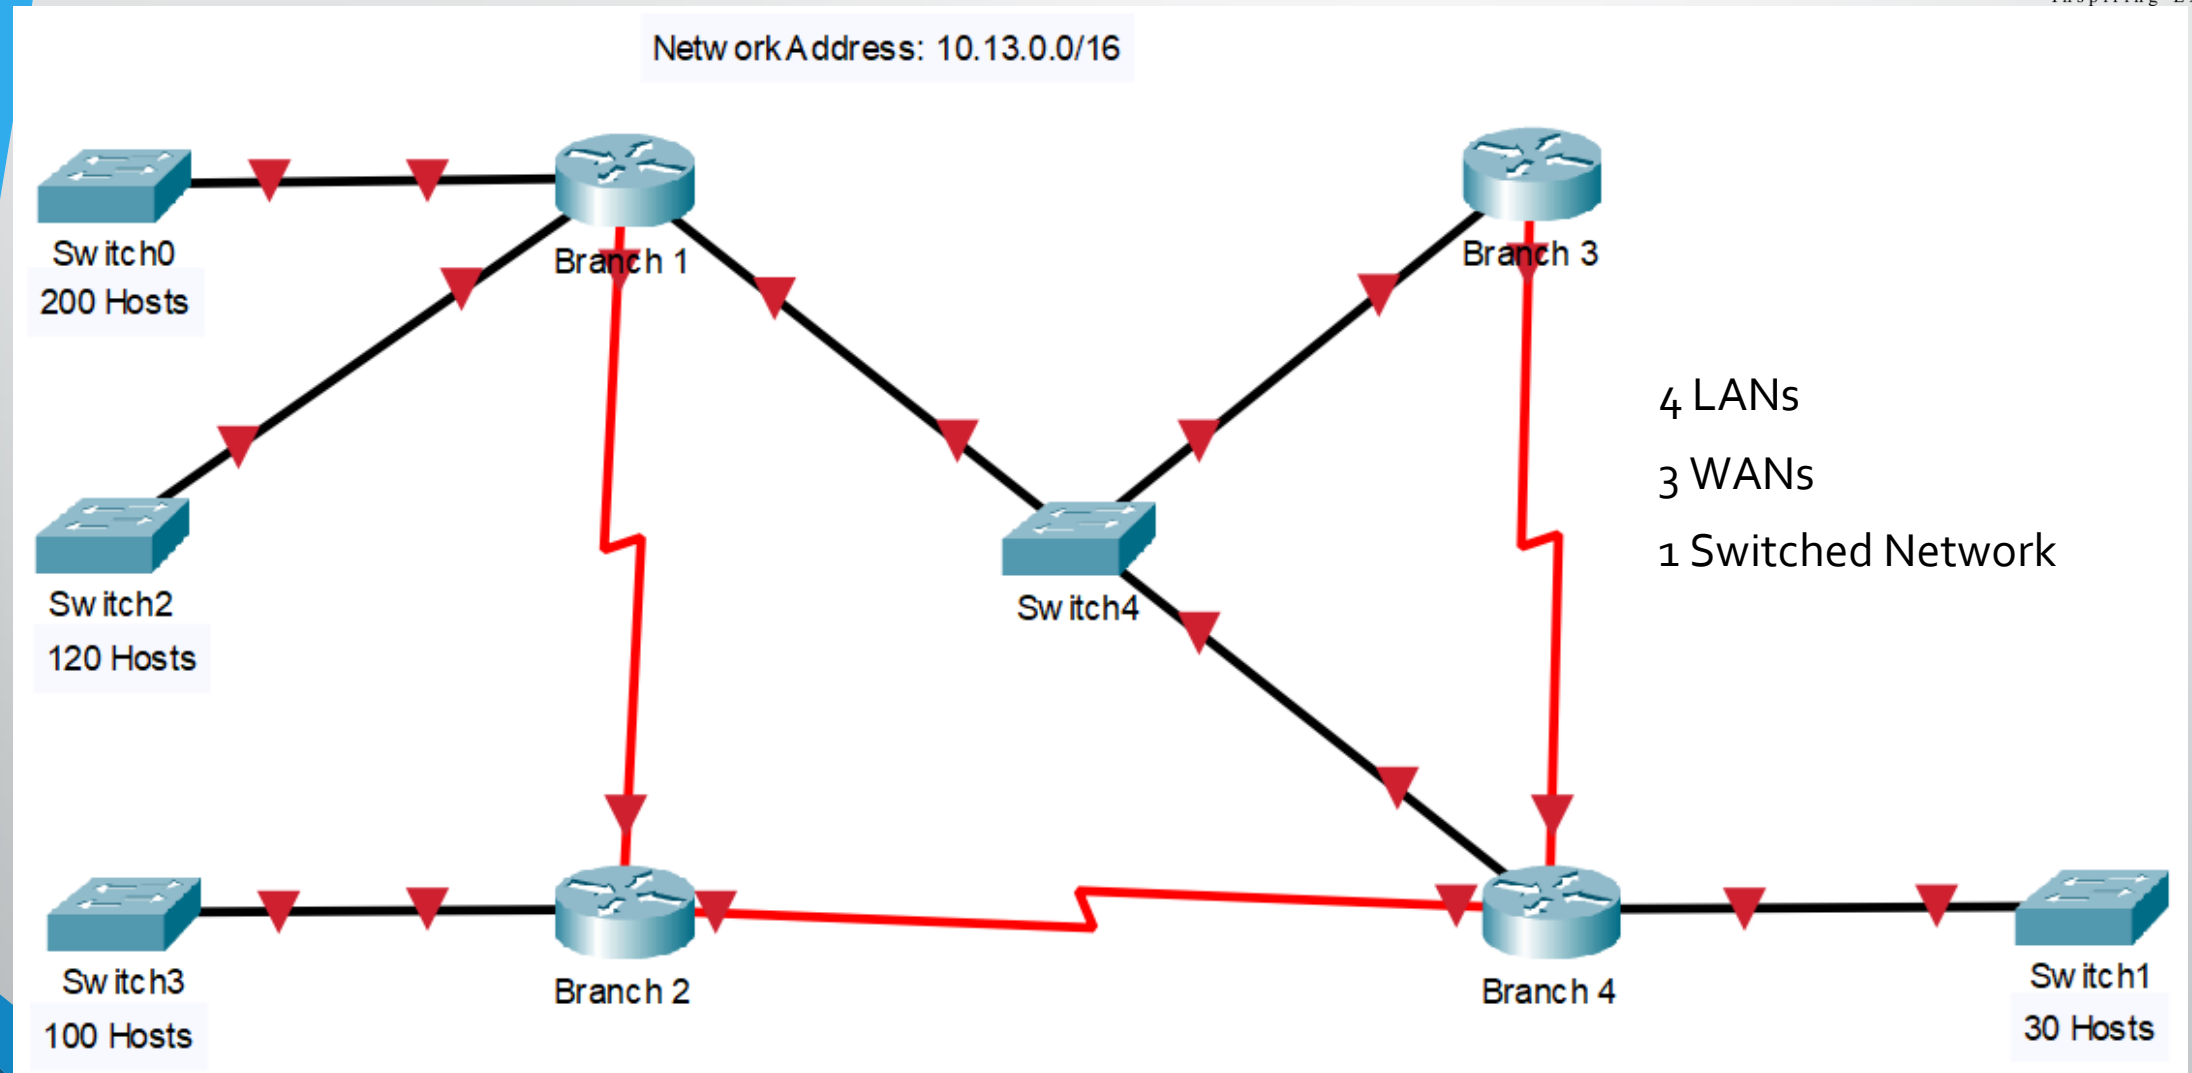 Network Address: 10.13.0.0/16
Switch0
200 Hosts
Branch 1
Branch 3
4 LANs
3 WANs
1 Switched Network
Switch2
120 Hosts
Switch4
Switch3
100 Hosts
Branch 2
Branch 4
Switch1
30 Hosts